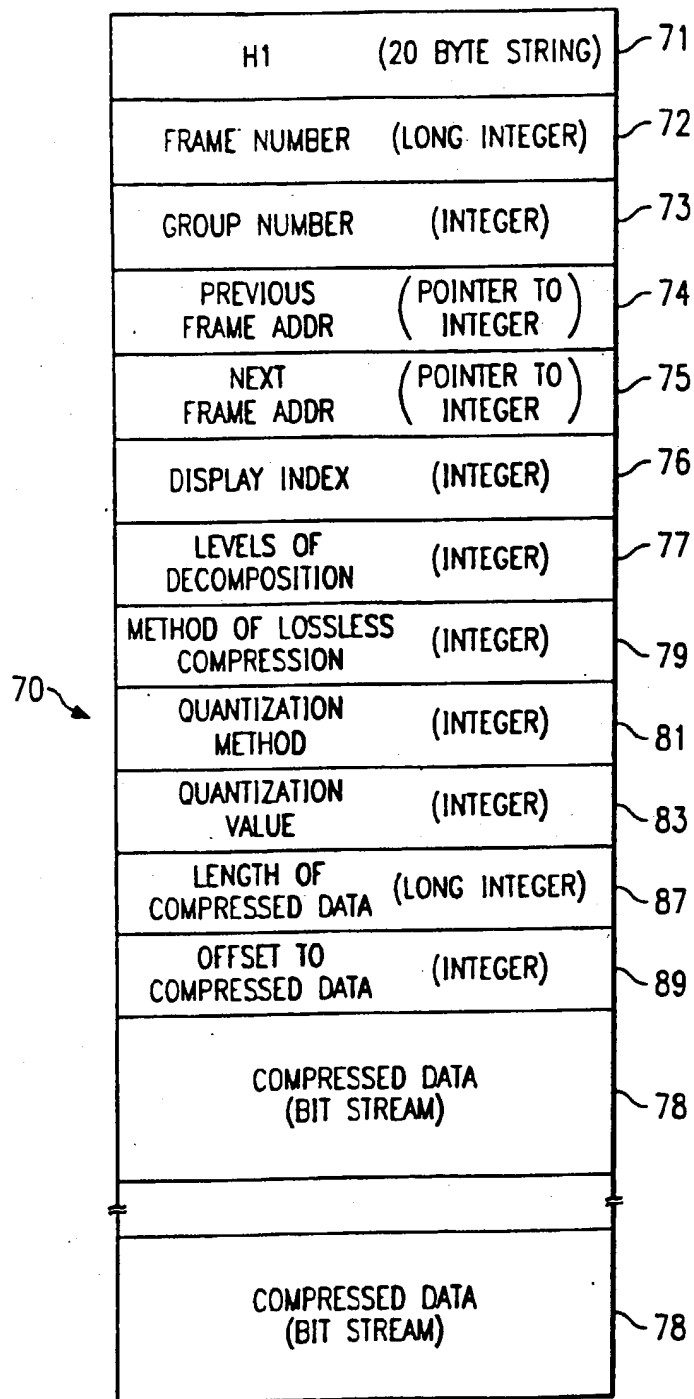 H1 (20 BYTE STRING) 71
FRAME NUMBER (LONG INTEGER) 72
GROUP NUMBER (INTEGER) 73
PREVIOUS FRAME ADDR (POINTER TO INTEGER) 74
NEXT FRAME ADDR (POINTER TO INTEGER) 75
DISPLAY INDEX (INTEGER) 76
LEVELS OF DECOMPOSITION (INTEGER) 77
METHOD OF LOSSLESS COMPRESSION (INTEGER) 79
70
QUANTIZATION METHOD (INTEGER) 81
QUANTIZATION VALUE (INTEGER) 83
LENGTH OF COMPRESSED DATA (LONG INTEGER) 87
OFFSET TO COMPRESSED DATA (INTEGER) 89
COMPRESSED DATA
(BIT STREAM) 78
COMPRESSED DATA
(BIT STREAM) 78